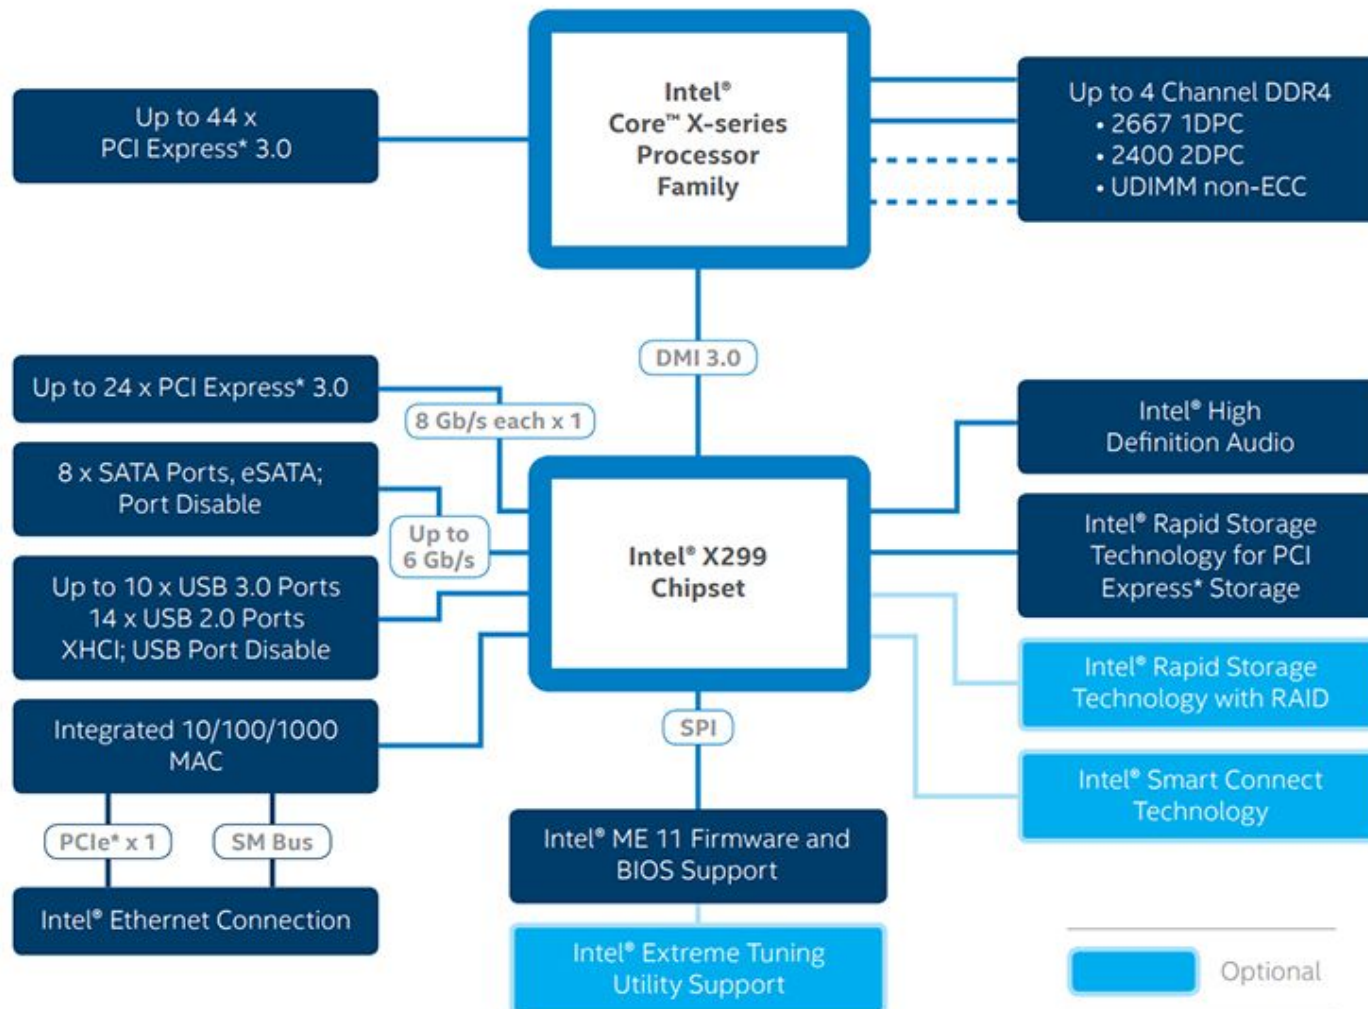 Intel®
Core™ X-series
Processor
Family
Up to 44 x
PCI Express* 3.0
Up to 4 Channel DDR4
• 2667 1DPC
• 2400 2DPC
• UDIMM non-ECC
DMI 3.0
Up to 24 x PCI Express* 3.0
8 Gb/s each x 1
8 x SATA Ports, eSATA;
Port Disable
Up to
6 Gb/s
Up to 10 x USB 3.0 Ports
14 x USB 2.0 Ports
XHCI; USB Port Disable
Integrated 10/100/1000
MAC
PCIe* x 1
SM Bus
Intel® Ethernet Connection
Intel® X299
Chipset
SPI
Intel® ME 11 Firmware and
BIOS Support
Intel® Extreme Tuning
Utility Support
Intel® High
Definition Audio
Intel® Rapid Storage
Technology for PCI
Express* Storage
Intel® Rapid Storage
Technology with RAID
Intel® Smart Connect
Technology
Optional